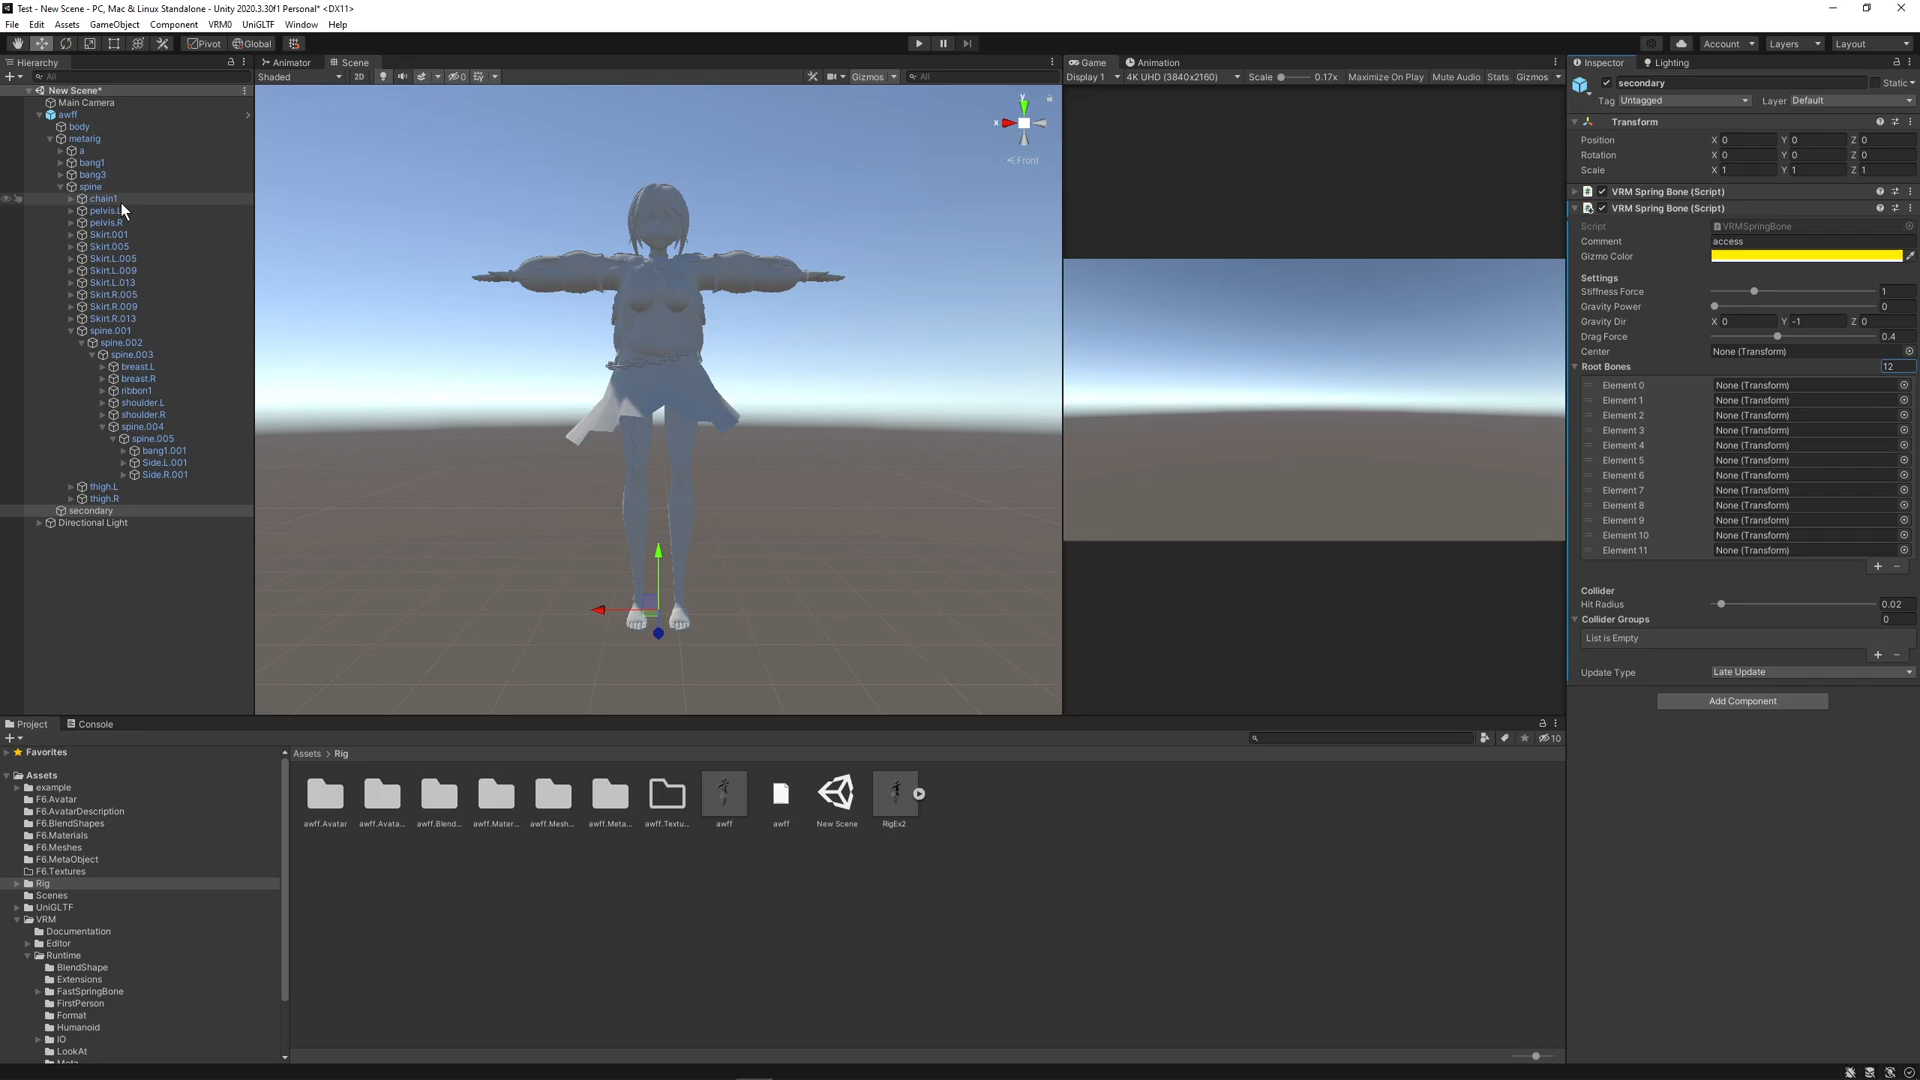 Test - New Scene - PC, Mac & Linux Standalone - Unity 2020.3.30f1 Personal* <DX11>
File Edit Assets GameObject Component VRM0 UniGLTF Window Help
Pivot Global Account Layers Layout
Hierarchy
All
New Scene*
Main Camera
awff
body
metarig
a
bang1
bang3
spine
chain1
pelvis.
pelvis.R
Skirt.001
Skirt.005
Skirt.L.005
Skirt.L.009
Skirt.L.013
Skirt.R.005
Skirt.R.009
Skirt.R.013
spine.001
spine.002
spine.003
breast.L
breast.R
ribbon1
shoulder.L
shoulder.R
spine.004
spine.005
bang1.001
Side.L.001
Side.R.001
thigh.L
thigh.R
secondary
Directional Light
Animator Scene
Shaded 2D 0 Gizmos All
y
x
Front
Game Animation
Display 1 4K UHD (3840x2160) Scale 0.17x Maximize On Play Mute Audio Stats Gizmos
Inspector Lighting
secondary Static
Tag Untagged Layer Default
Transform
Position X 0 Y 0 Z 0
Rotation X 0 Y 0 Z 0
Scale X 1 Y 1 Z 1
VRM Spring Bone (Script)
VRM Spring Bone (Script)
Script VRMSpringBone
Comment access
Gizmo Color
Settings
Stiffness Force 1
Gravity Power 0
Gravity Dir X 0 Y -1 Z 0
Drag Force 0.4
Center None (Transform)
Root Bones 12
Element 0 None (Transform)
Element 1 None (Transform)
Element 2 None (Transform)
Element 3 None (Transform)
Element 4 None (Transform)
Element 5 None (Transform)
Element 6 None (Transform)
Element 7 None (Transform)
Element 8 None (Transform)
Element 9 None (Transform)
Element 10 None (Transform)
Element 11 None (Transform)
Collider
Hit Radius 0.02
Collider Groups 0
List is Empty
Update Type Late Update
Add Component
Project Console
10
Favorites
Assets
example
F6.Avatar
F6.AvatarDescription
F6.BlendShapes
F6.Materials
F6.Meshes
F6.MetaObject
F6.Textures
Rig
Scenes
UniGLTF
VRM
Documentation
Editor
Runtime
BlendShape
Extensions
FastSpringBone
FirstPerson
Format
Humanoid
IO
LookAt
Assets > Rig
awff.Avatar awff.Avata... awff.Blend... awff.Mater... awff.Mesh... awff.Meta... awff.Textu... awff awff New Scene RigEx2